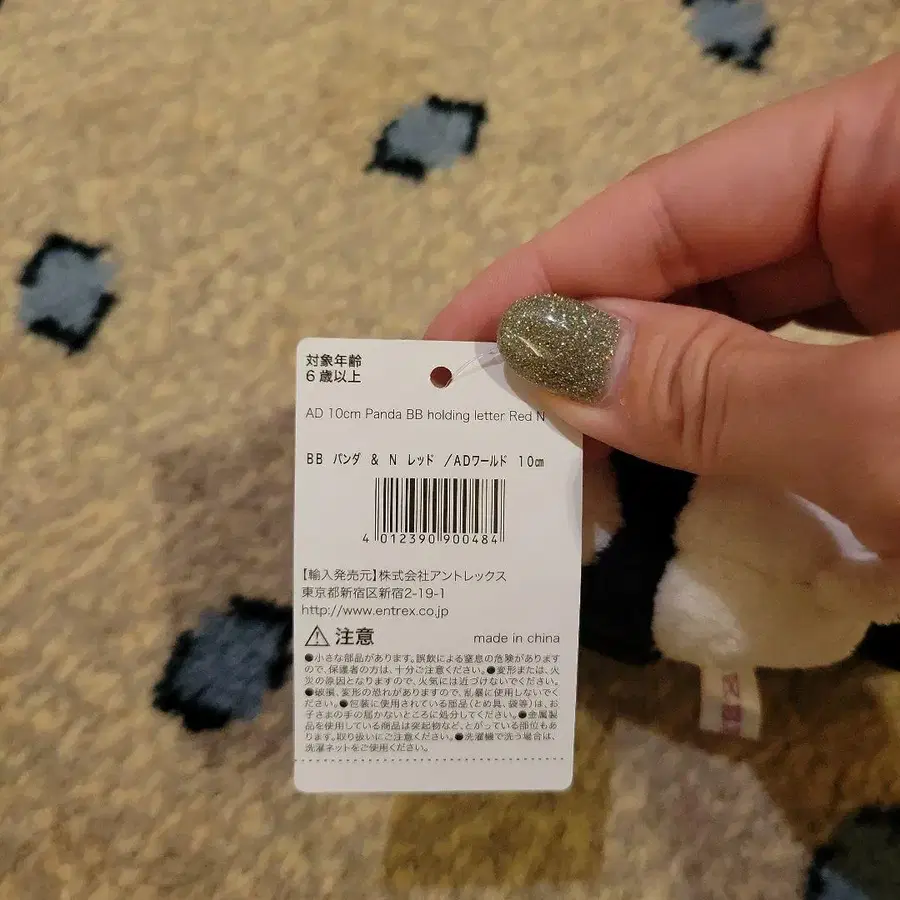 対象年齢
6歳以上
AD 10cm Panda BB holding letter Red N
BB パンダ & N レッド /ADワールド 10㎝
4 012390 900484
【輸入発売元】株式会社アントレックス
東京都新宿区新宿2-19-1
http://www.entrex.co.jp
注意 made in china
●小さな部品があります。誤飲による窒息の危険があります
ので、保護者の方は、十分ご注意ください。●変形または、火
災の原因となりますので、火気には近づけないでください。
●破損、変形の恐れがありますので、乱暴に使用しないでく
ださい。●包装に使用されている部品(とめ具、袋等)は、お
子さまの手の届かないところに処分してください。●金属製
品を使用している商品は突起物など、とがっている部位もあ
ります。取り扱いにご注意ください。●洗濯機で洗う場合は、
洗濯ネットをご使用ください。